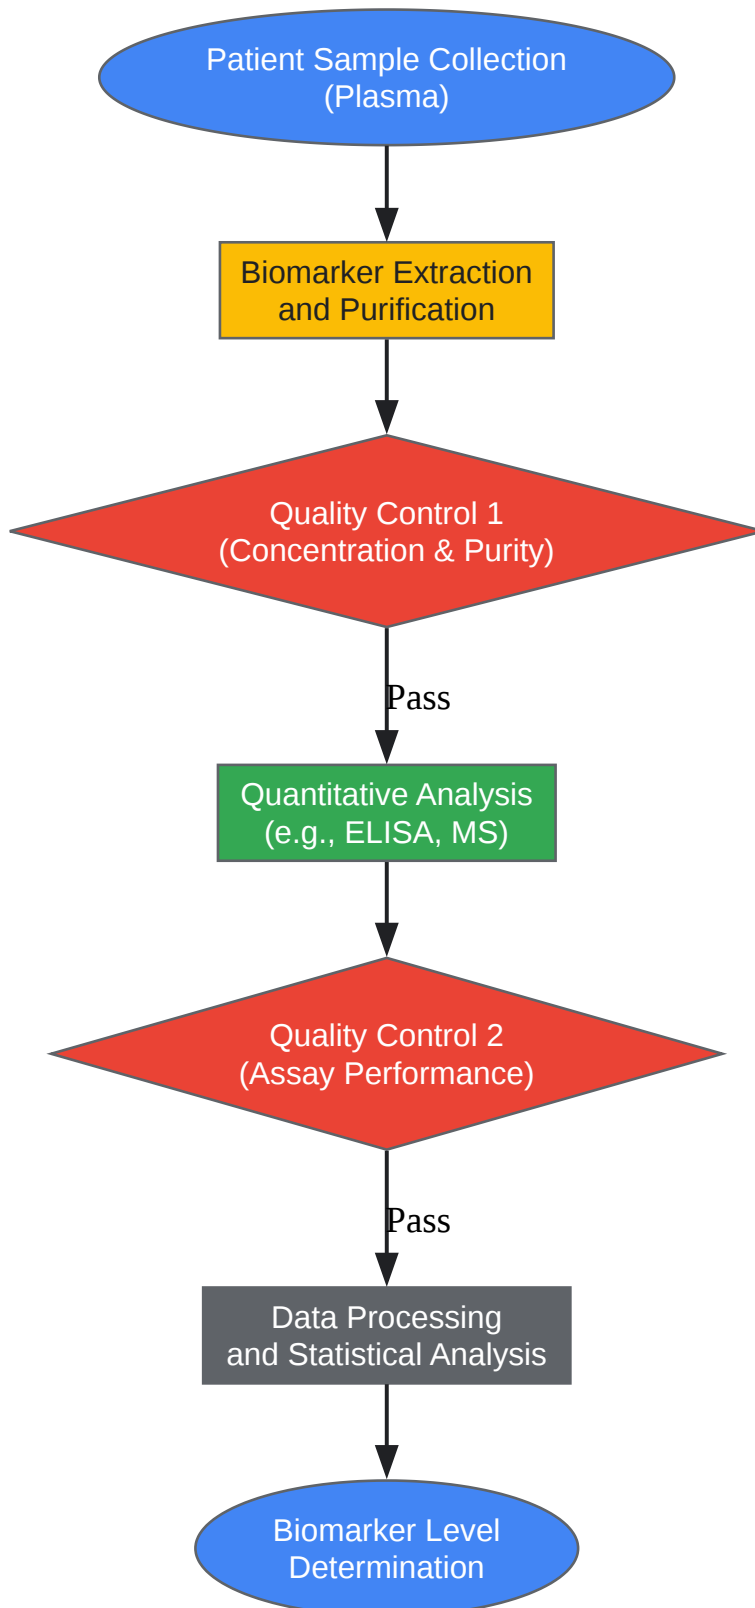 Patient Sample Collection
(Plasma)
Biomarker Extraction
and Purification
Quality Control 1
(Concentration & Purity)
Pass
Quantitative Analysis
(e.g., ELISA, MS)
Quality Control 2
(Assay Performance)
Pass
Data Processing
and Statistical Analysis
Biomarker Level
Determination